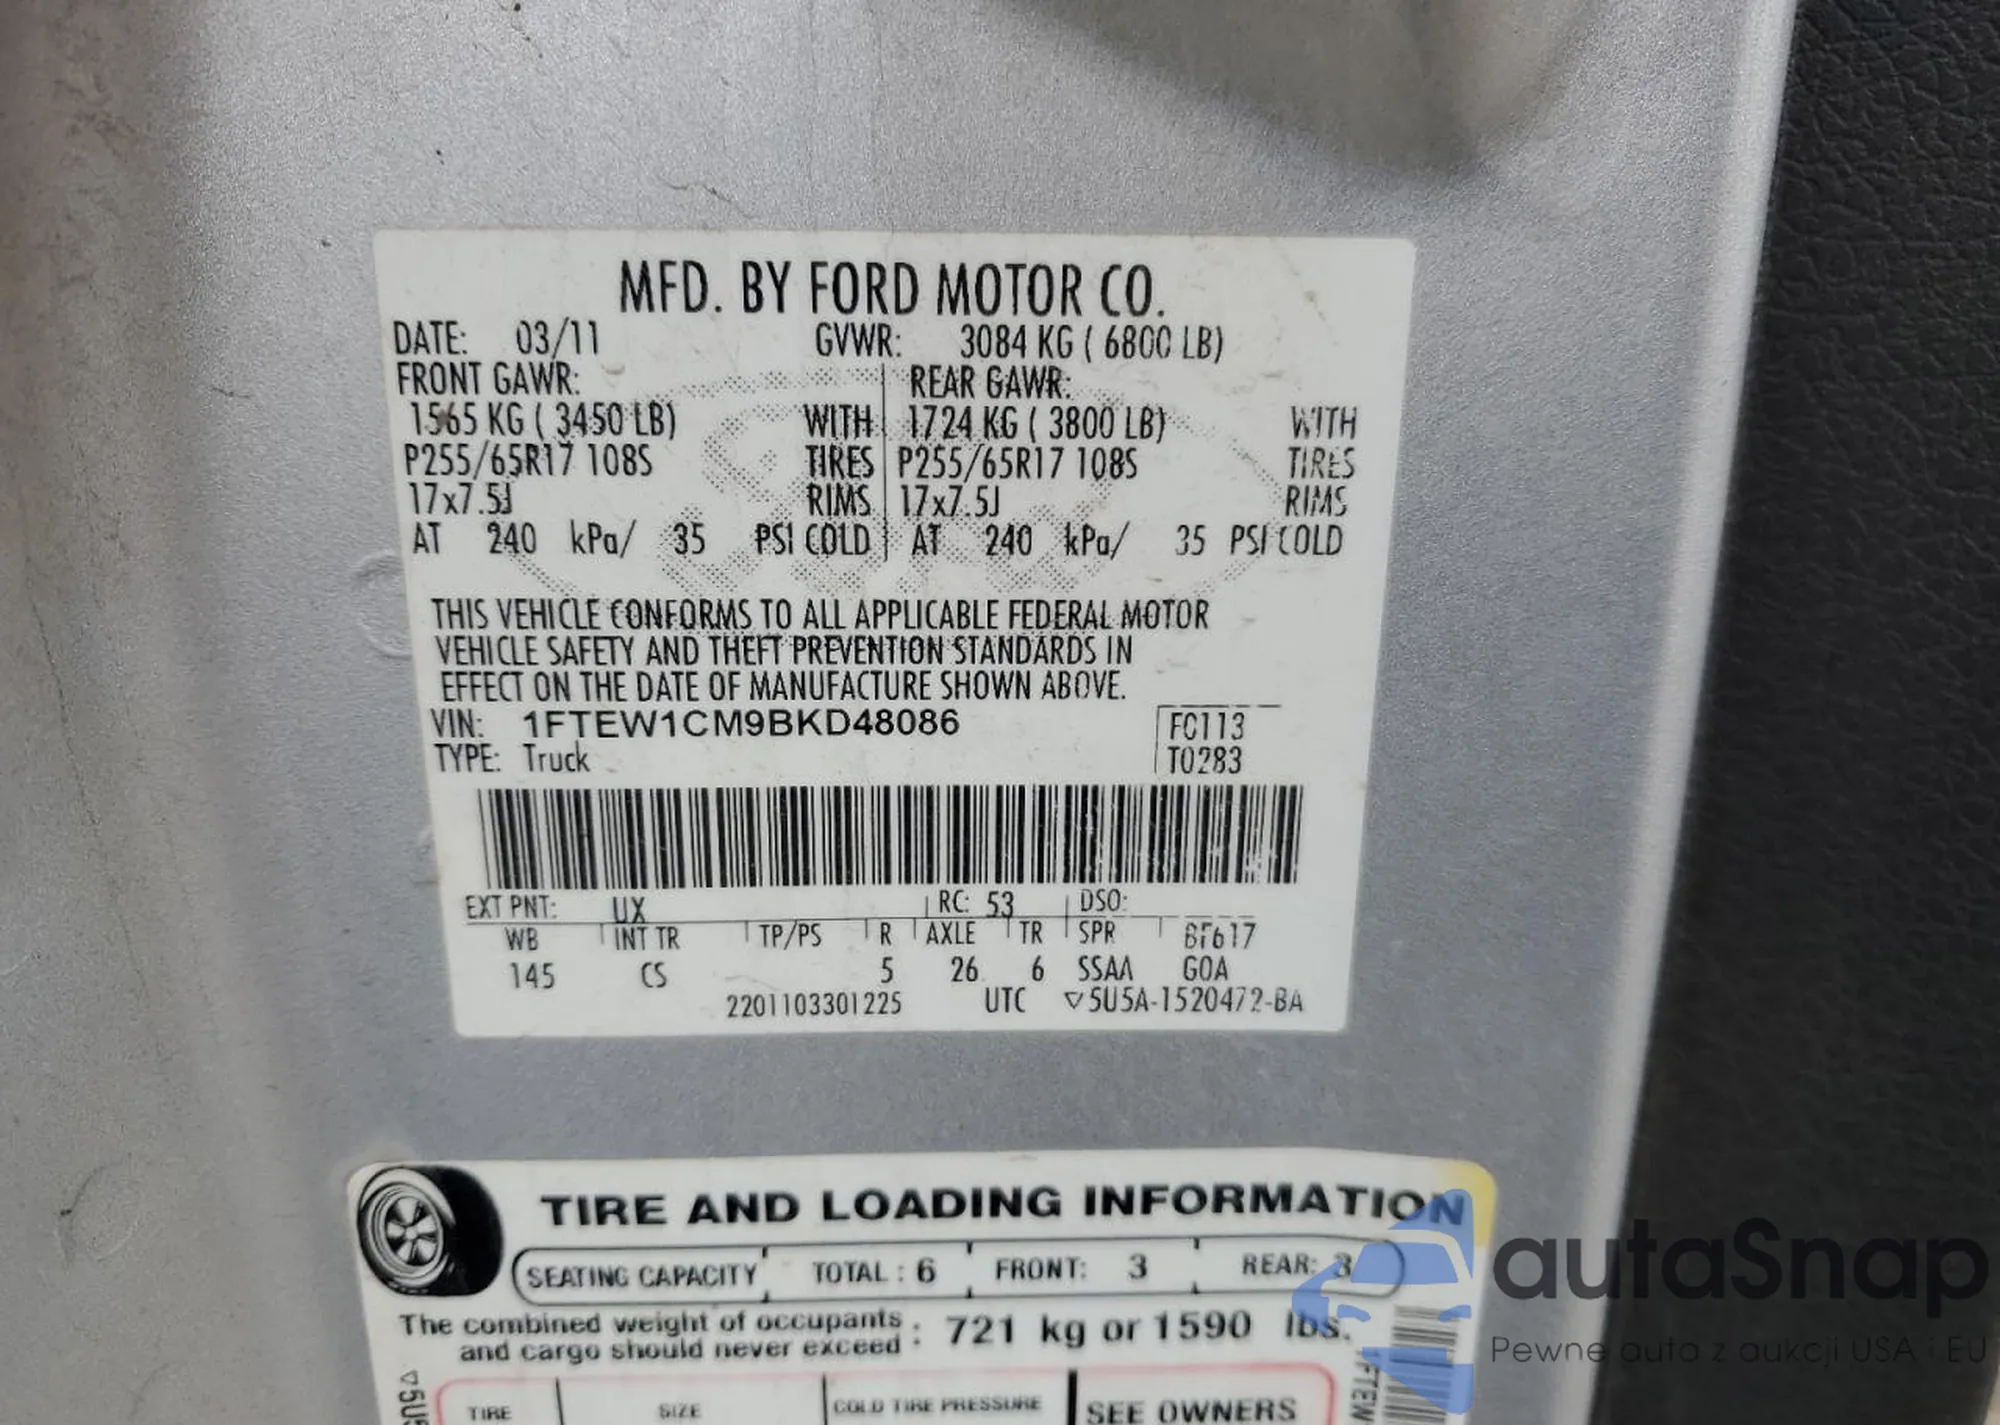 MFD. BY FORD MOTOR CO.
DATE: 03/11 GVWR: 3084 KG ( 6800 LB)
FRONT GAWR: REAR GAWR:
1565 KG ( 3450 LB) WITH 1724 KG ( 3800 LB) WITH
P255/65R17 108S TIRES P255/65R17 108S TIRES
17x7.5J RIMS 17x7.5J RIMS
AT 240 kPa/ 35 PSI COLD AT 240 kPa/ 35 PSI COLD
THIS VEHICLE CONFORMS TO ALL APPLICABLE FEDERAL MOTOR
VEHICLE SAFETY AND THEFT PREVENTION STANDARDS IN
EFFECT ON THE DATE OF MANUFACTURE SHOWN ABOVE.
VIN: 1FTEW1CM9BKD48086 FC113
TYPE: Truck T0283
EXT PNT: UX RC: 53 DSO:
WB INT TR TP/PS R AXLE TR SPR BF617
145 CS 5 26 6 SSAA GOA
2201103301225 UTC ▽5U5A-1520472-BA
TIRE AND LOADING INFORMATION
SEATING CAPACITY TOTAL : 6 FRONT: 3 REAR: 3
The combined weight of occupants
and cargo should never exceed : 721 kg or 1590 lbs.
TIRE SIZE COLD TIRE PRESSURE SEE OWNERS
▽5U5
1FTEW
autaSnap
Pewne auta z aukcji USA i EU